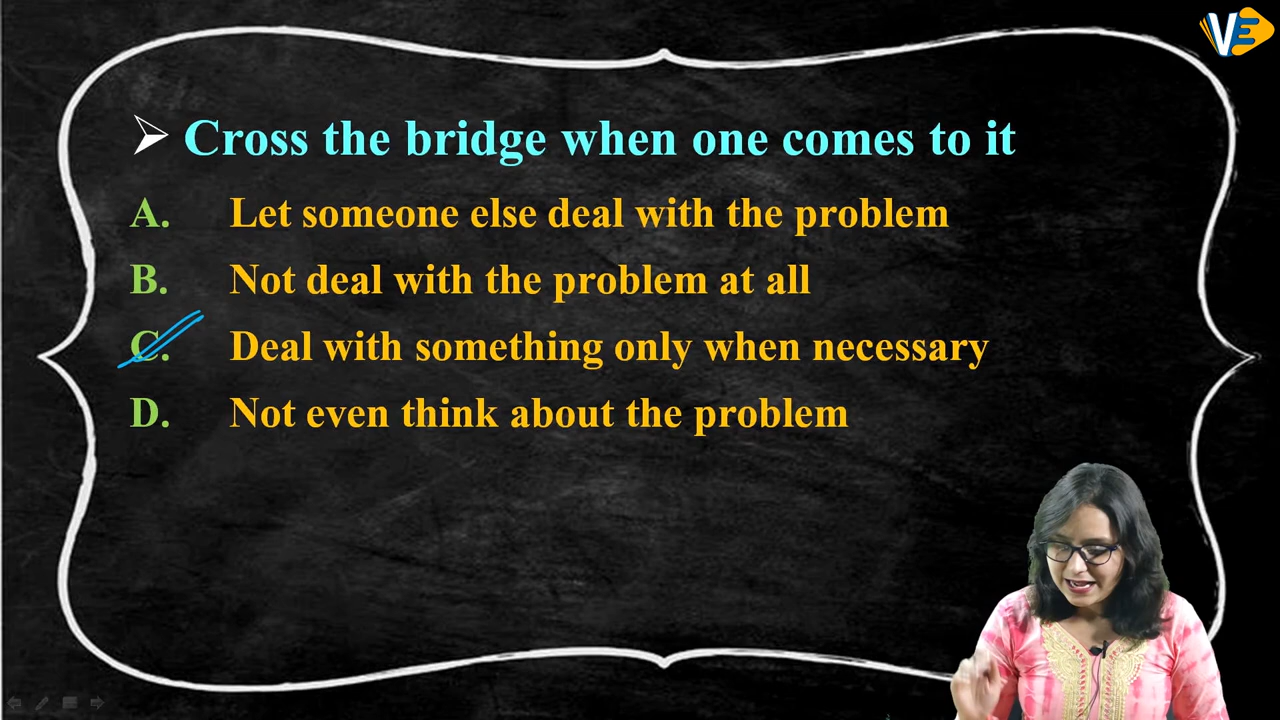 VE
➢ Cross the bridge when one comes to it
A. Let someone else deal with the problem
B. Not deal with the problem at all
C. Deal with something only when necessary
D. Not even think about the problem